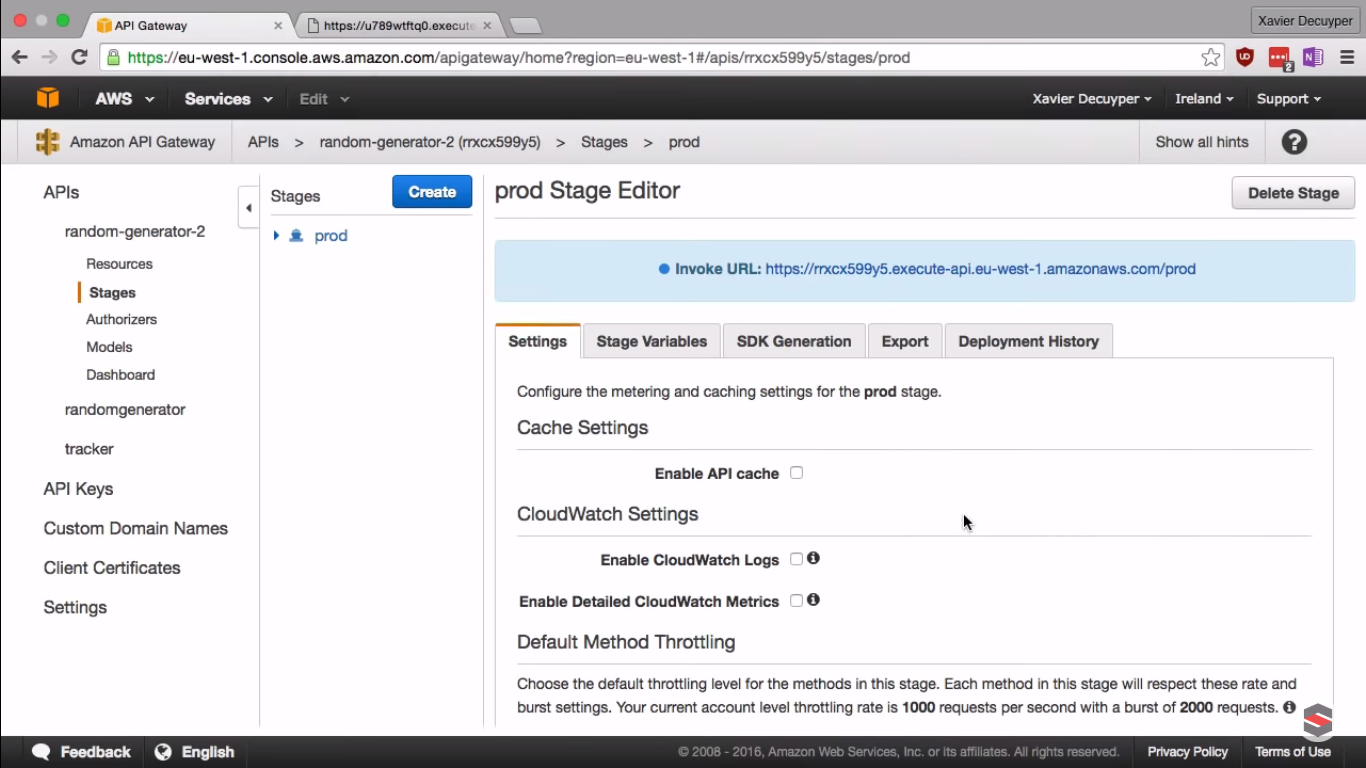 API Gateway
https://u789wtftq0.execute
Xavier Decuyper
https://eu-west-1.console.aws.amazon.com/apigateway/home?region=eu-west-1#/apis/rrxcx599y5/stages/prod
2
AWS Services Edit Xavier Decuyper Ireland Support
Amazon API Gateway APIs > random-generator-2 (rrxcx599y5) > Stages > prod Show all hints ?
APIs
random-generator-2
Resources
Stages
Authorizers
Models
Dashboard
randomgenerator
tracker
API Keys
Custom Domain Names
Client Certificates
Settings
Stages Create
prod
prod Stage Editor Delete Stage
Invoke URL: https://rrxcx599y5.execute-api.eu-west-1.amazonaws.com/prod
Settings Stage Variables SDK Generation Export Deployment History
Configure the metering and caching settings for the prod stage.
Cache Settings
Enable API cache
CloudWatch Settings
Enable CloudWatch Logs
Enable Detailed CloudWatch Metrics
Default Method Throttling
Choose the default throttling level for the methods in this stage. Each method in this stage will respect these rate and
burst settings. Your current account level throttling rate is 1000 requests per second with a burst of 2000 requests.
Feedback English © 2008 - 2016, Amazon Web Services, Inc. or its affiliates. All rights reserved. Privacy Policy Terms of Use